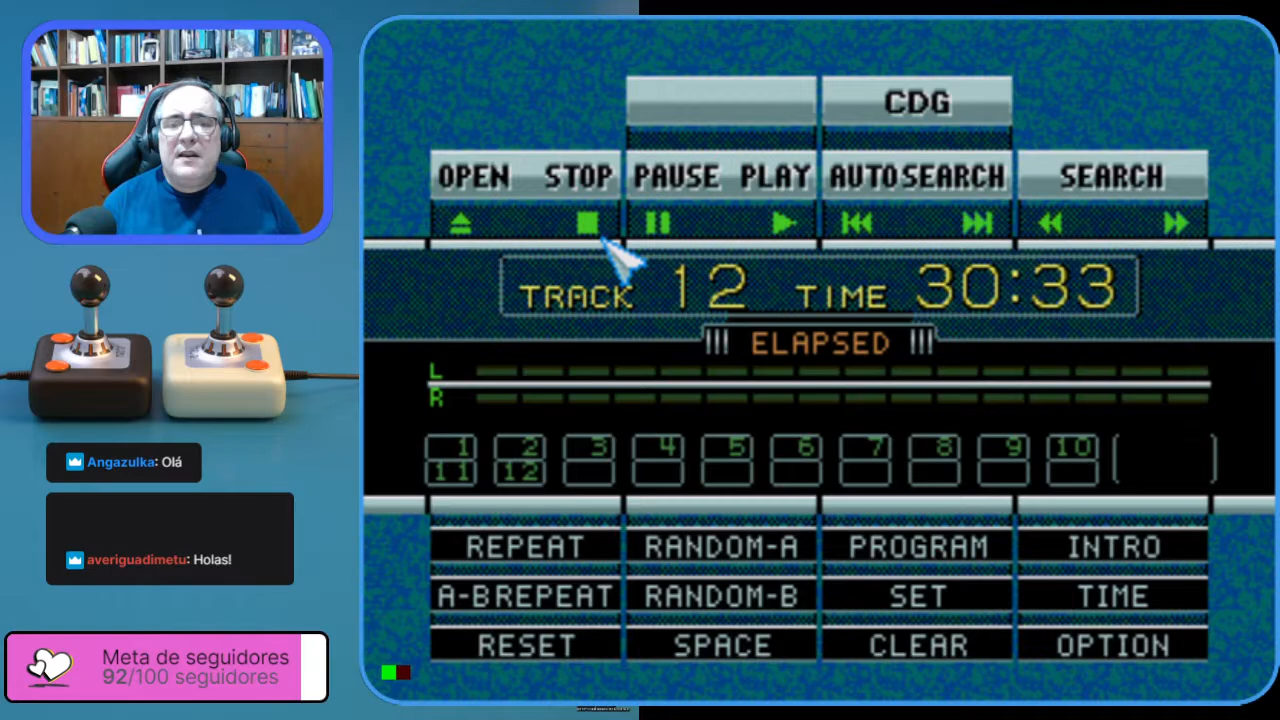 CDG
OPEN STOP PAUSE PLAY AUTOSEARCH SEARCH
TRACK 12 TIME 30:33
ELAPSED
L
R
1 2 3 4 5 6 7 8 9 10
11 12
REPEAT RANDOM-A PROGRAM INTRO
A-BREPEAT RANDOM-B SET TIME
RESET SPACE CLEAR OPTION
Angazulka: Olá
averiguadimetu: Holas!
Meta de seguidores
92/100 seguidores